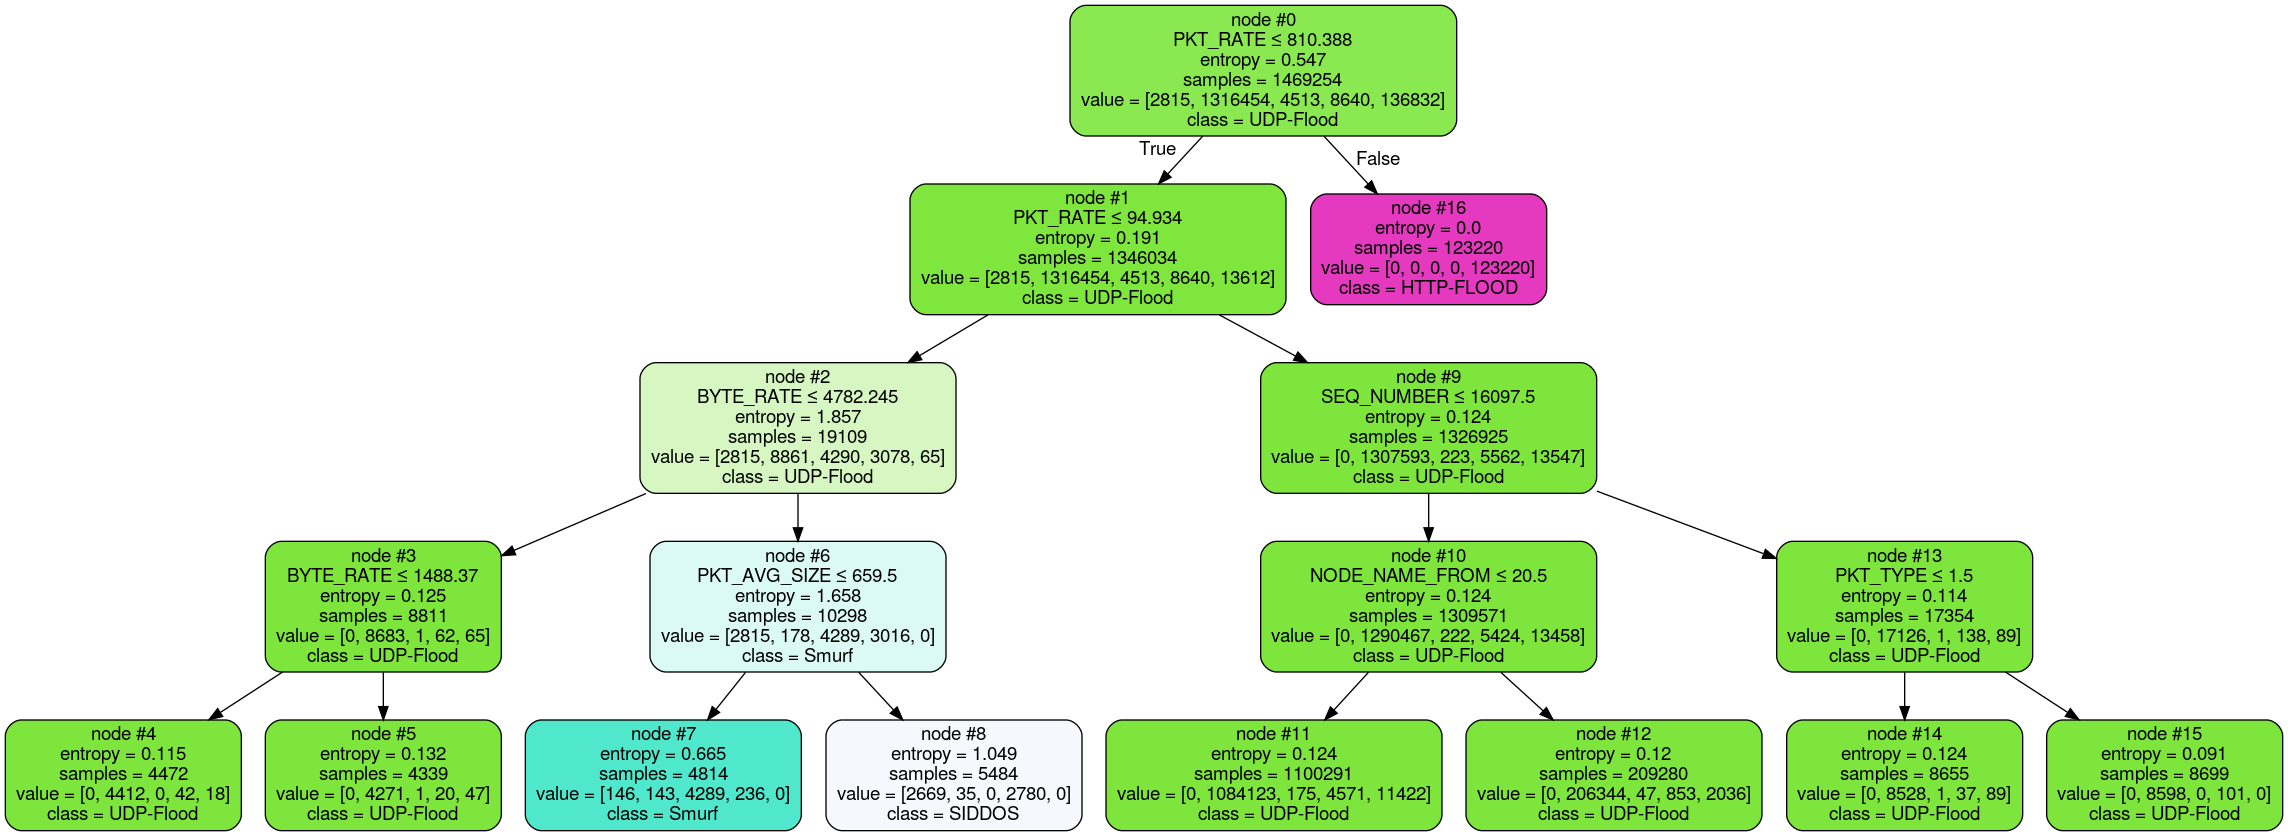 node #0
PKT_RATE ≤ 810.388
entropy = 0.547
samples = 1469254
value = [2815, 1316454, 4513, 8640, 136832]
class = UDP-Flood
True
False
node #1
PKT_RATE ≤ 94.934
entropy = 0.191
samples = 1346034
value = [2815, 1316454, 4513, 8640, 13612]
class = UDP-Flood
node #16
entropy = 0.0
samples = 123220
value = [0, 0, 0, 0, 123220]
class = HTTP-FLOOD
node #2
BYTE_RATE ≤ 4782.245
entropy = 1.857
samples = 19109
value = [2815, 8861, 4290, 3078, 65]
class = UDP-Flood
node #9
SEQ_NUMBER ≤ 16097.5
entropy = 0.124
samples = 1326925
value = [0, 1307593, 223, 5562, 13547]
class = UDP-Flood
node #3
BYTE_RATE ≤ 1488.37
entropy = 0.125
samples = 8811
value = [0, 8683, 1, 62, 65]
class = UDP-Flood
node #6
PKT_AVG_SIZE ≤ 659.5
entropy = 1.658
samples = 10298
value = [2815, 178, 4289, 3016, 0]
class = Smurf
node #10
NODE_NAME_FROM ≤ 20.5
entropy = 0.124
samples = 1309571
value = [0, 1290467, 222, 5424, 13458]
class = UDP-Flood
node #13
PKT_TYPE ≤ 1.5
entropy = 0.114
samples = 17354
value = [0, 17126, 1, 138, 89]
class = UDP-Flood
node #4
entropy = 0.115
samples = 4472
value = [0, 4412, 0, 42, 18]
class = UDP-Flood
node #5
entropy = 0.132
samples = 4339
value = [0, 4271, 1, 20, 47]
class = UDP-Flood
node #7
entropy = 0.665
samples = 4814
value = [146, 143, 4289, 236, 0]
class = Smurf
node #8
entropy = 1.049
samples = 5484
value = [2669, 35, 0, 2780, 0]
class = SIDDOS
node #11
entropy = 0.124
samples = 1100291
value = [0, 1084123, 175, 4571, 11422]
class = UDP-Flood
node #12
entropy = 0.12
samples = 209280
value = [0, 206344, 47, 853, 2036]
class = UDP-Flood
node #14
entropy = 0.124
samples = 8655
value = [0, 8528, 1, 37, 89]
class = UDP-Flood
node #15
entropy = 0.091
samples = 8699
value = [0, 8598, 0, 101, 0]
class = UDP-Flood